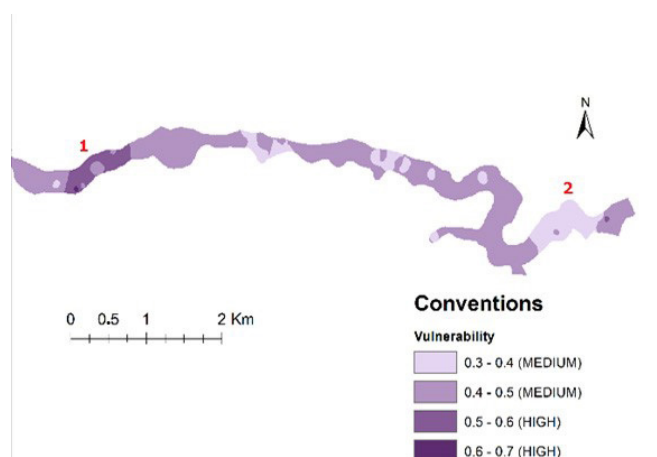 1
N
2
0 0.5 1 2 Km
Conventions
Vulnerability
0.3 - 0.4 (MEDIUM)
0.4 - 0.5 (MEDIUM)
0.5 - 0.6 (HIGH)
0.6 - 0.7 (HIGH)